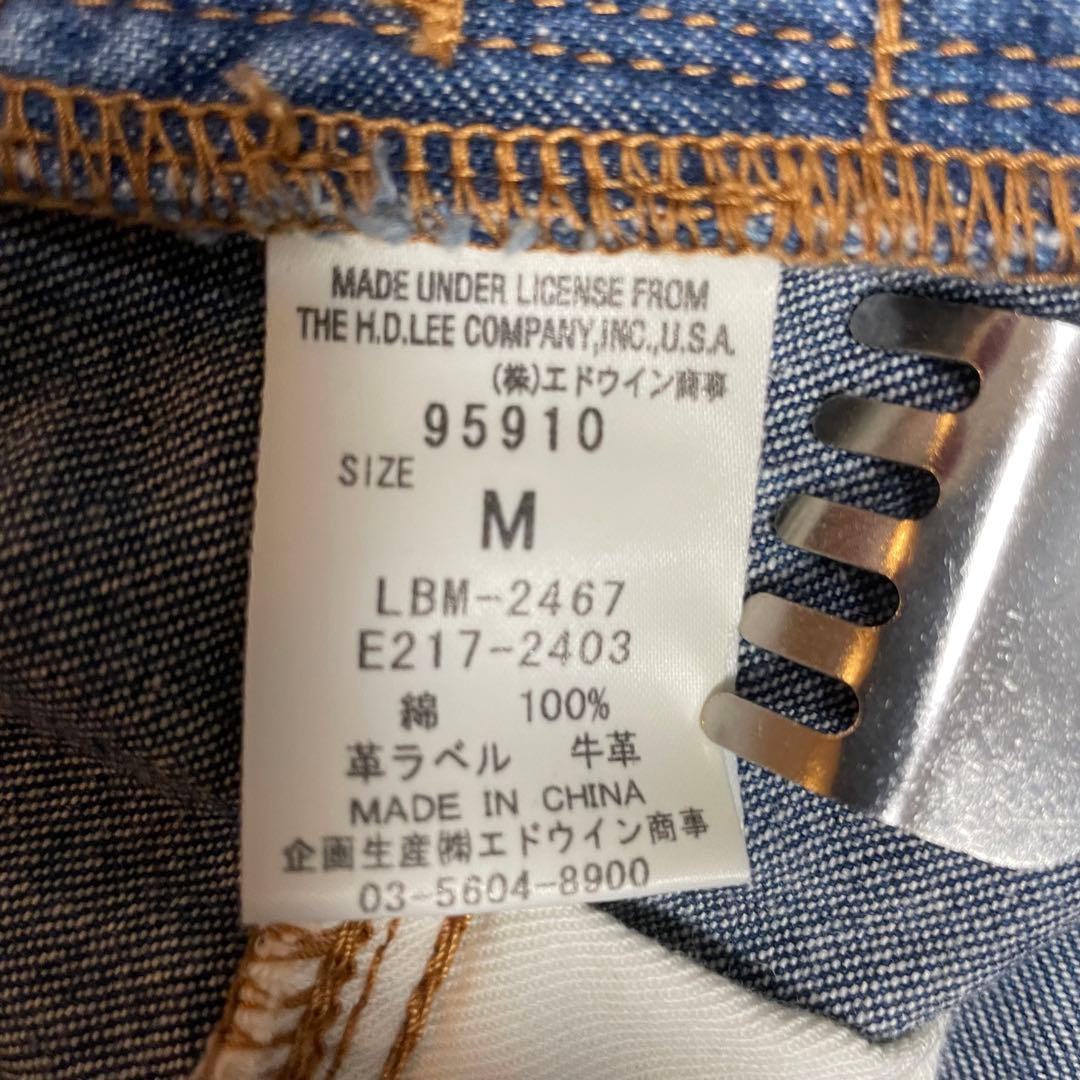 MADE UNDER LICENSE FROM
THE H.D.LEE COMPANY,INC.,U.S.A.
(株)エドウイン商事
95910
SIZE
M
LBM-2467
E217-2403
綿 100%
革ラベル 牛革
MADE IN CHINA
企画生産㈱エドウイン商事
03-5604-8900